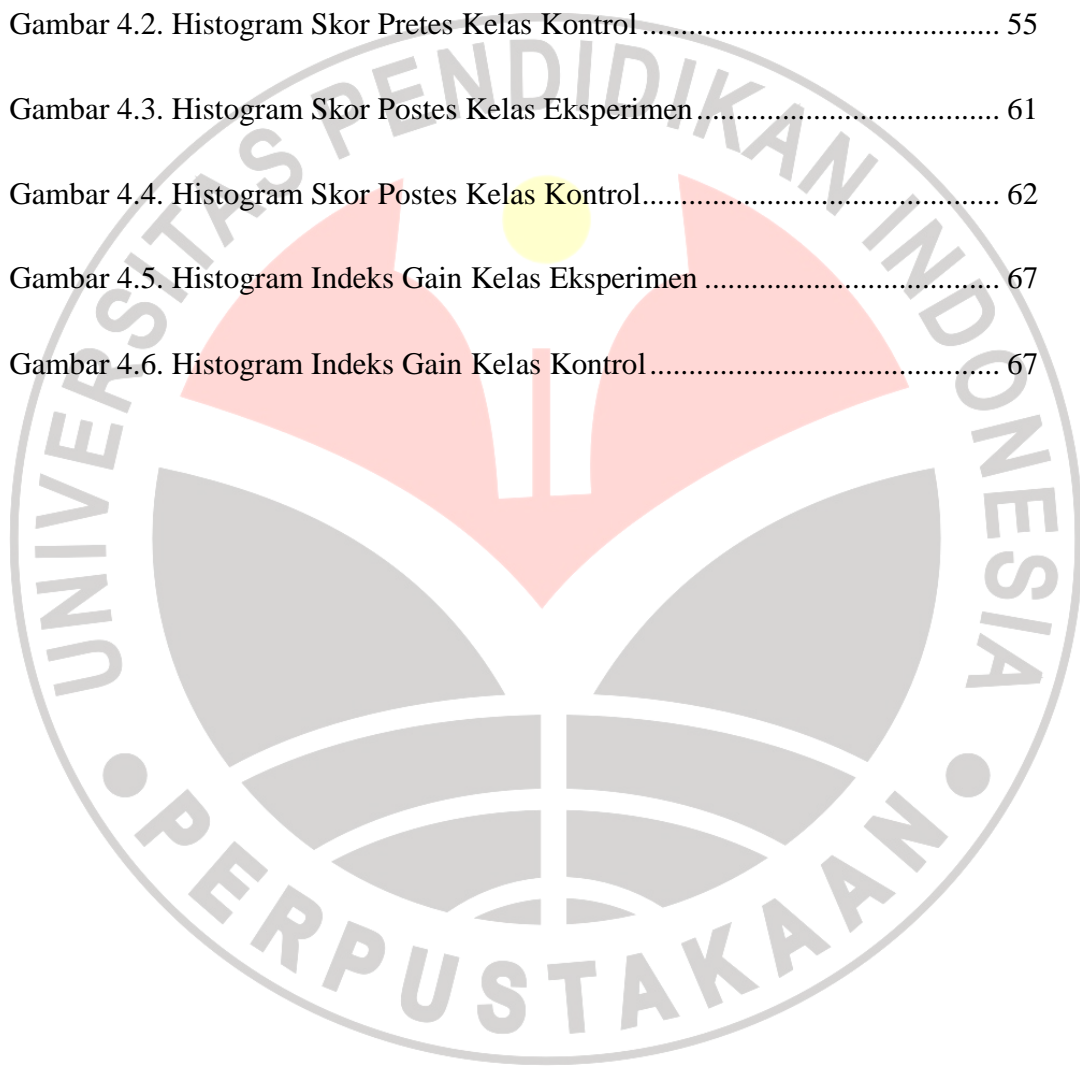 Gambar 4.2. Histogram Skor Pretes Kelas Kontrol ....................................... 55
Gambar 4.3. Histogram Skor Postes Kelas Eksperimen ................................. 61
Gambar 4.4. Histogram Skor Postes Kelas Kontrol....................................... 62
Gambar 4.5. Histogram Indeks Gain Kelas Eksperimen ................................ 67
Gambar 4.6. Histogram Indeks Gain Kelas Kontrol ...................................... 67
UNIVERSITAS PENDIDIKAN INDONESIA
PERPUSTAKAAN